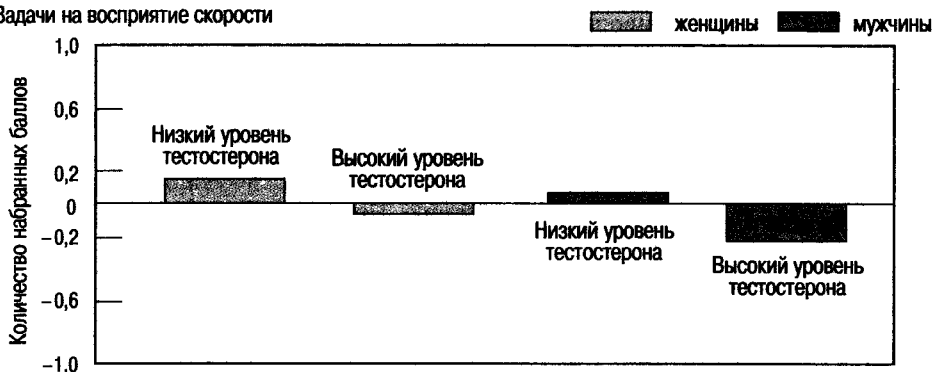 Задачи на восприятие скорости
женщины
мужчины
Количество набранных баллов
1,0
0,6
0,2
0
−0,2
−0,6
−1,0
Низкий уровень
тестостерона
Высокий уровень
тестостерона
Низкий уровень
тестостерона
Высокий уровень
тестостерона